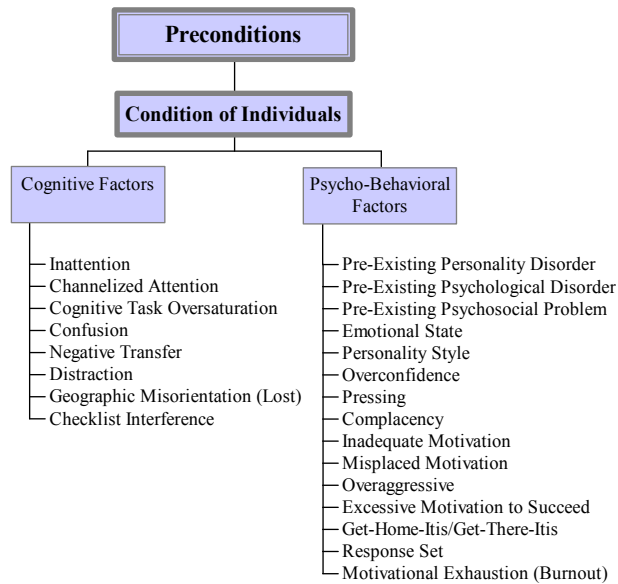 Preconditions
Condition of Individuals
Cognitive Factors
Inattention
Channelized Attention
Cognitive Task Oversaturation
Confusion
Negative Transfer
Distraction
Geographic Misorientation (Lost)
Checklist Interference
Psycho-Behavioral
Factors
Pre-Existing Personality Disorder
Pre-Existing Psychological Disorder
Pre-Existing Psychosocial Problem
Emotional State
Personality Style
Overconfidence
Pressing
Complacency
Inadequate Motivation
Misplaced Motivation
Overaggressive
Excessive Motivation to Succeed
Get-Home-Itis/Get-There-Itis
Response Set
Motivational Exhaustion (Burnout)